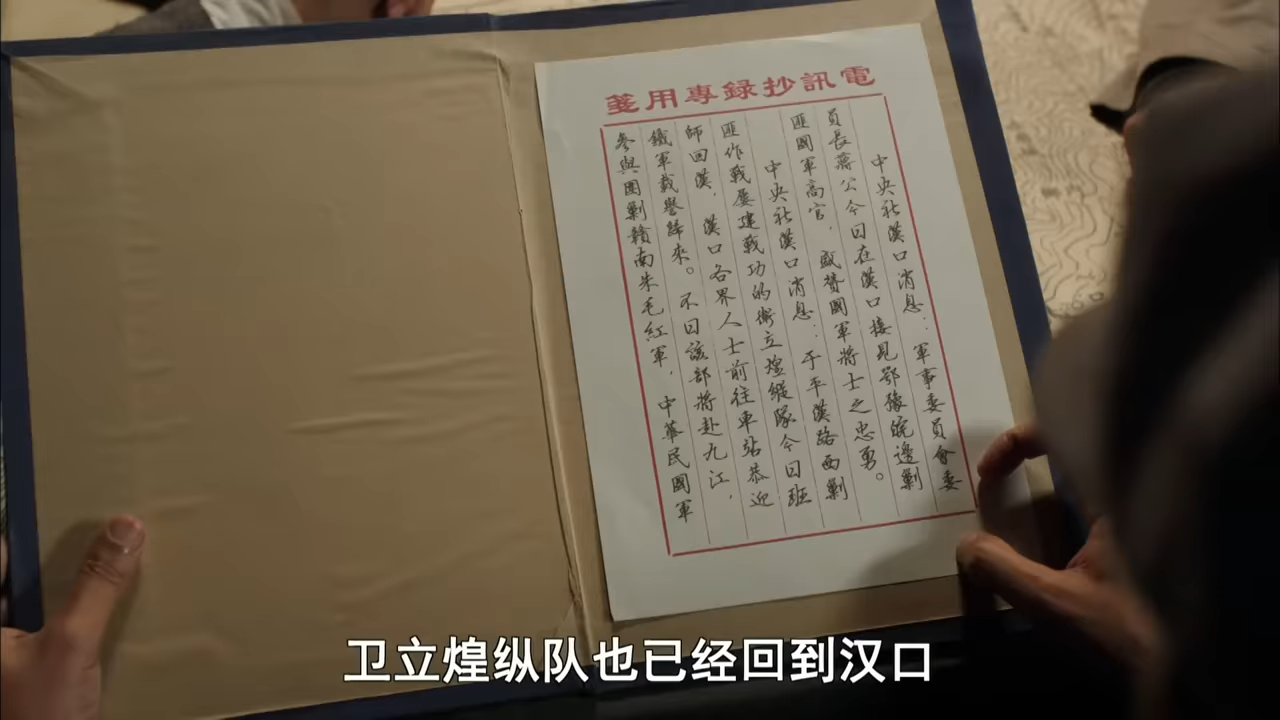 電訊抄録專用箋
中央社漢口消息：軍事委員會委
員長蔣公今日在漢口接見鄂豫皖邊剿
匪國軍高官，盛赞國軍將士之忠勇。
中央社漢口消息：于平漢路西剿
匪作戰屡建戰功的衛立煌縱隊今日班
師回漢，漢口各界人士前往車站恭迎
鐵軍载譽歸來。不日該部將赴九江，
參與圍剿贛南朱毛紅軍，中華民國軍
卫立煌纵队也已经回到汉口